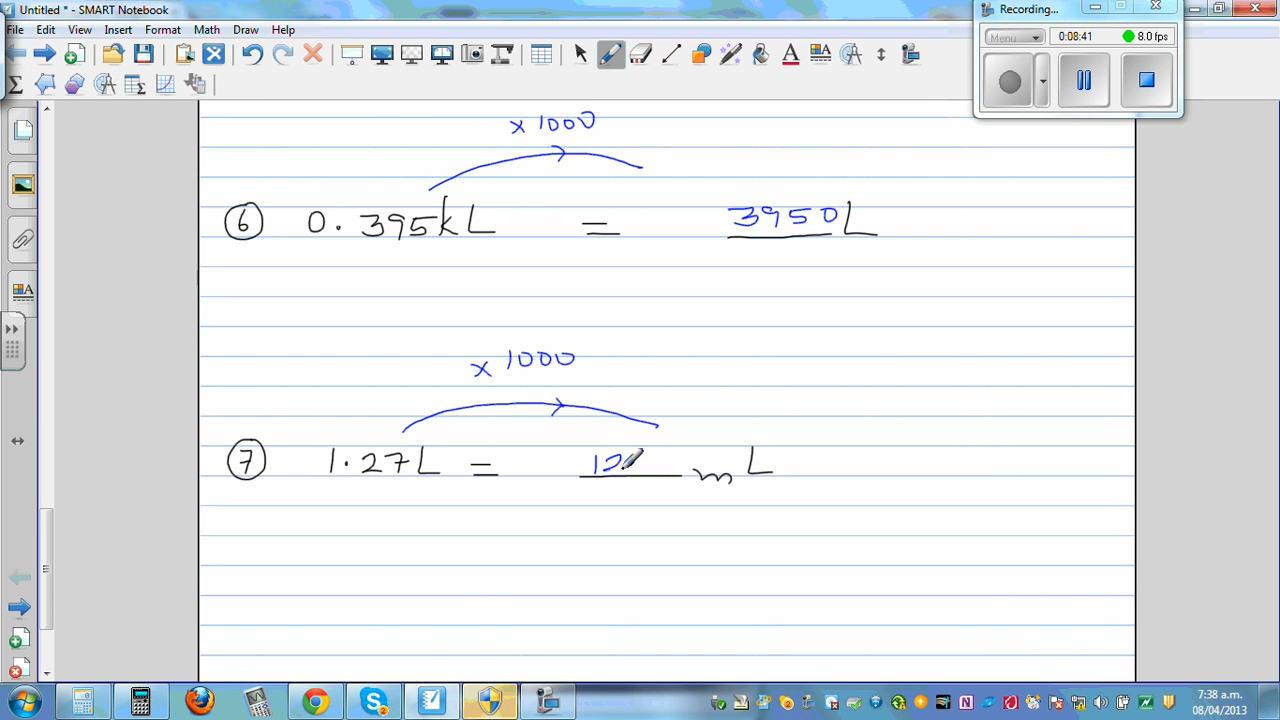 Untitled * - SMART Notebook
Recording...
File Edit View Insert Format Math Draw Help
Menu 0:08:41 8.0 fps
x 1000
6 0.395kL = 3950L
x 1000
7 1.27L = 12 mL
7:38 a.m.
08/04/2013